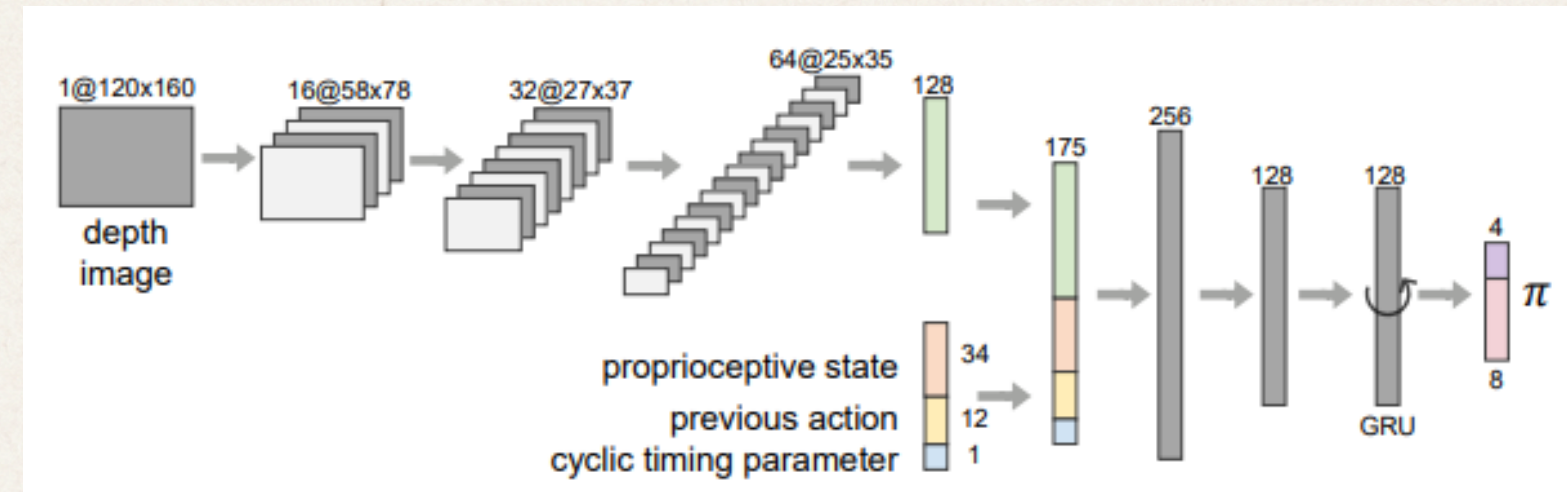 1@120x160
16@58x78
32@27x37
64@25x35
128
175
256
128
128
4
π
8
GRU
depth
image
proprioceptive state 34
previous action 12
cyclic timing parameter 1